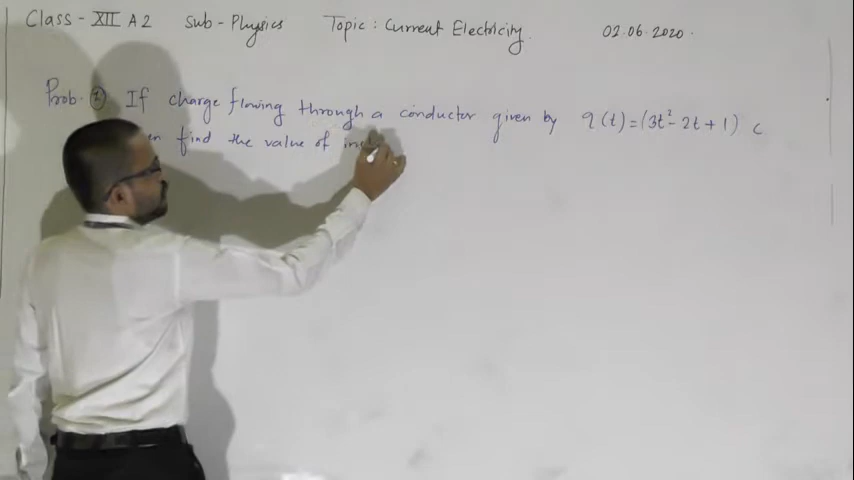 Class - XII A2 Sub - Physics Topic : Current Electricity 02.06.2020.
Prob. 1 If charge flowing through a conductor given by q(t) = (3t² - 2t + 1) C
find the value of